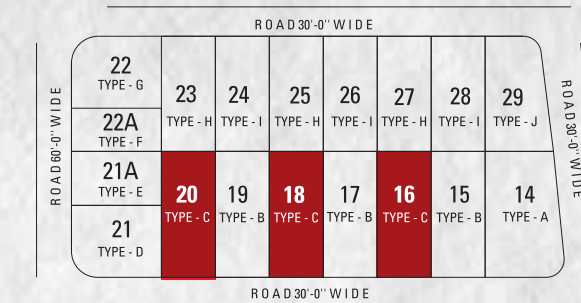 ROAD 30'-0'' WIDE
ROAD 60'-0'' WIDE
22
TYPE - G
22A
TYPE - F
21A
TYPE - E
21
TYPE - D
23
TYPE - H
24
TYPE - I
25
TYPE - H
26
TYPE - I
27
TYPE - H
28
TYPE - I
29
TYPE - J
20
TYPE - C
19
TYPE - B
18
TYPE - C
17
TYPE - B
16
TYPE - C
15
TYPE - B
14
TYPE - A
ROAD 30'-0'' WIDE
ROAD 30'-0'' WIDE